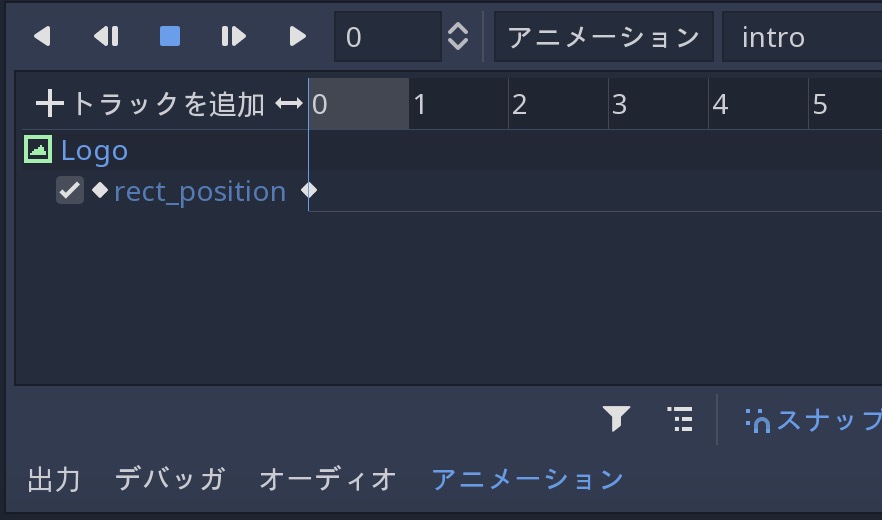 0 アニメーション intro
トラックを追加 0 1 2 3 4 5
Logo
rect_position
スナップ
出力 デバッガ オーディオ アニメーション